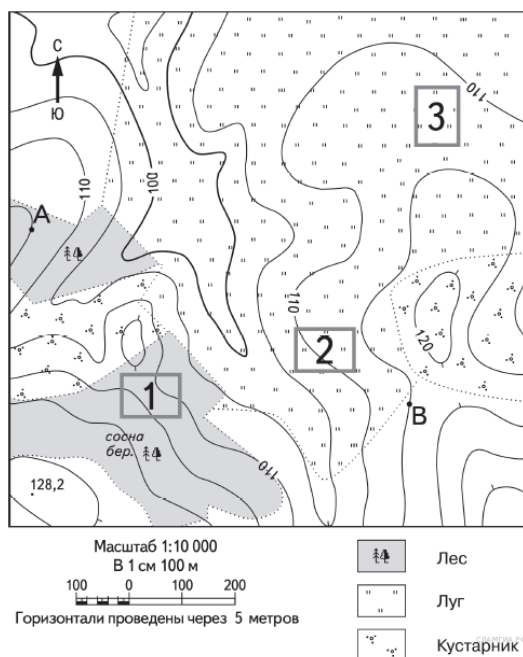 С
Ю
110
100
110
А
3
110
2
120
В
1
сосна
бер.
110
128,2
Масштаб 1:10 000
В 1 см 100 м
100 0 100 200
Горизонтали проведены через 5 метров
Лес
Луг
Кустарник